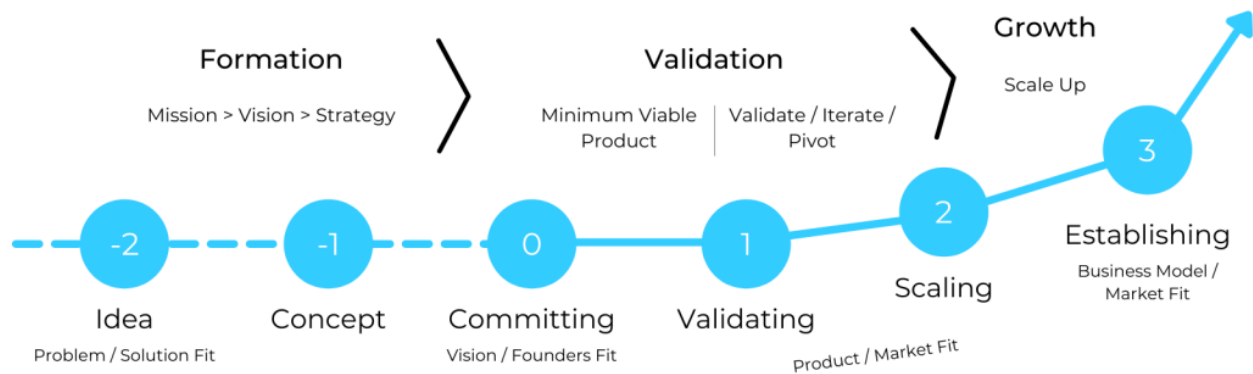 Formation
Mission > Vision > Strategy
Validation
Minimum Viable
Product
Validate / Iterate /
Pivot
Growth
Scale Up
-2
-1
0
1
2
3
Idea
Problem / Solution Fit
Concept
Committing
Vision / Founders Fit
Validating
Product / Market Fit
Scaling
Establishing
Business Model /
Market Fit